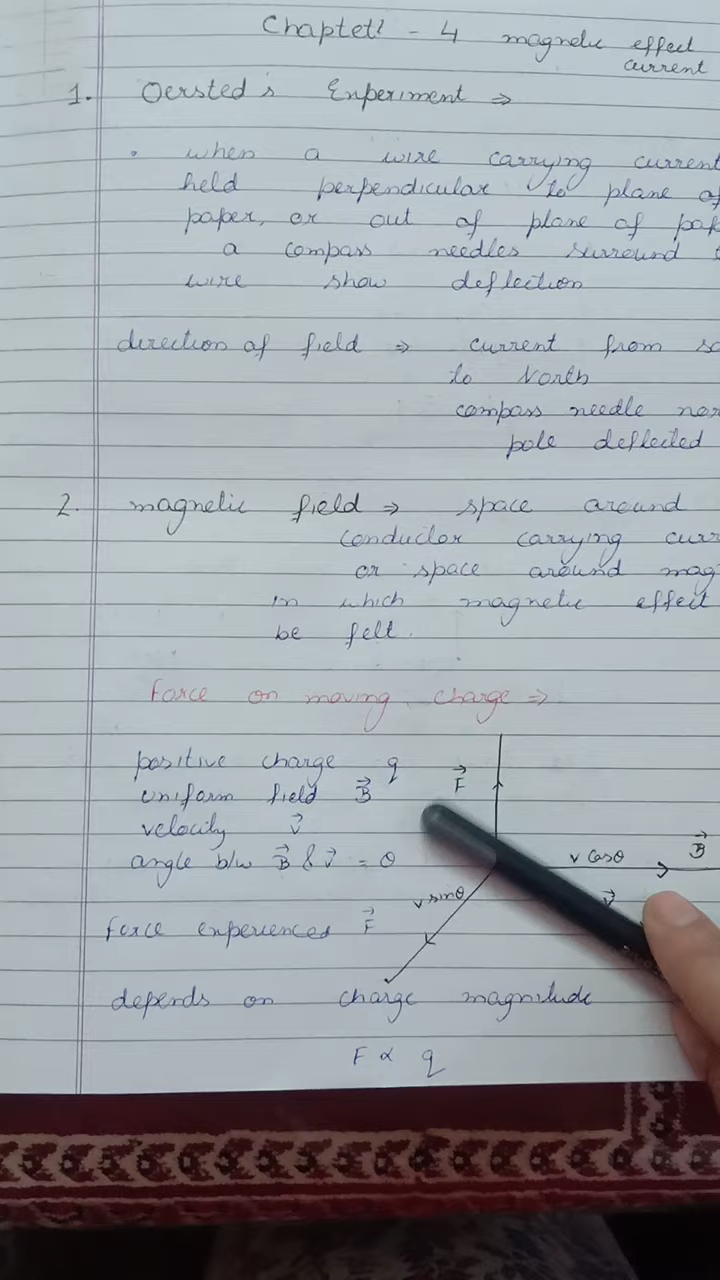 Chapter - 4 magnetic effect
current
1. Oersted's Experiment ⇒
• when a wire carrying current
held perpendicular to plane of
paper, or out of plane of
a compass needles surround
wire show deflection
direction of field ⇒ current from
to North
compass needle
pole deflected
2. magnetic field ⇒ space around
conductor carrying
or space around
in which magnetic effect
be felt.
Force on moving charge ⇒
positive charge q
uniform field B⃗
velocity v⃗
angle b/w B⃗ & v⃗ = θ
force experiences F⃗
depends on charge magnitude
F ∝ q
F⃗
v cosθ
B⃗
v⃗
v sinθ